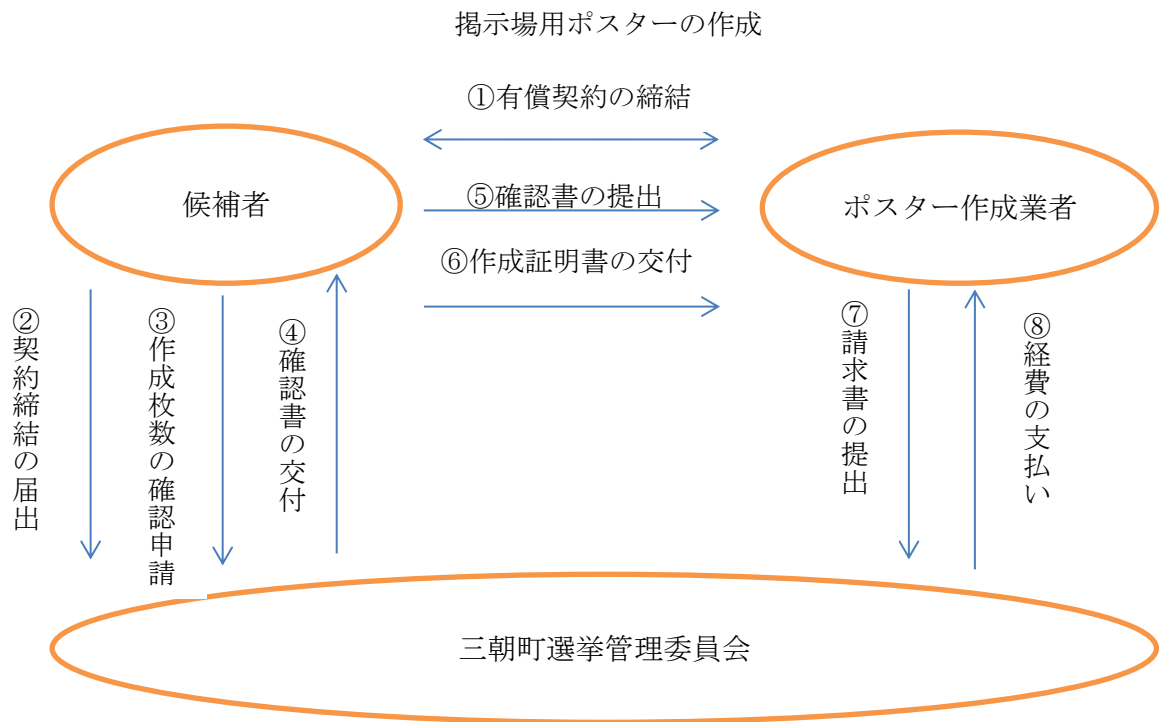 掲示場用ポスターの作成
①有償契約の締結
候補者
⑤確認書の提出
ポスター作成業者
⑥作成証明書の交付
②契約締結の届出
③作成枚数の確認申請
④確認書の交付
⑦請求書の提出
⑧経費の支払い
三朝町選挙管理委員会